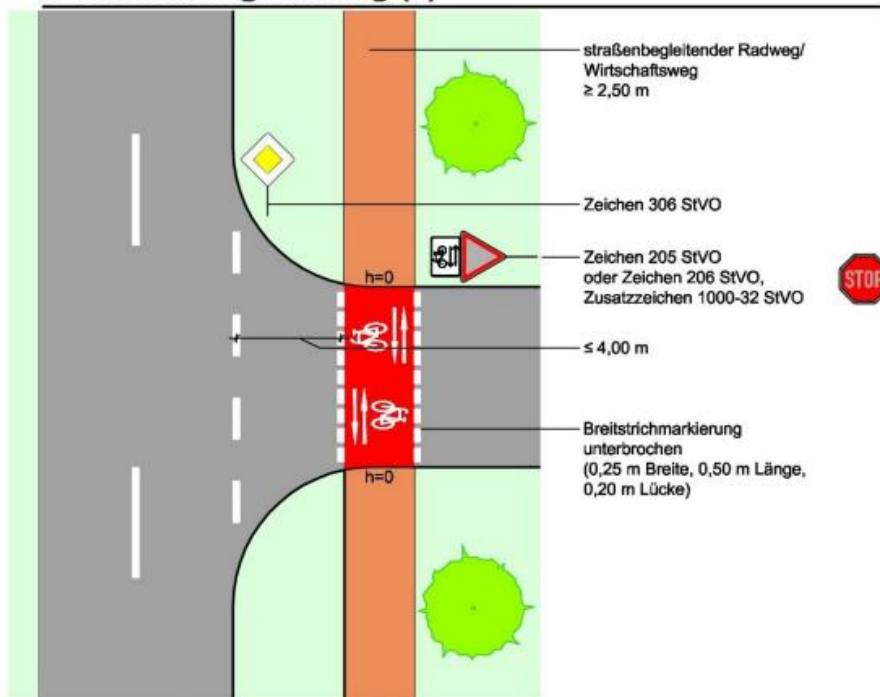 straßenbegleitender Radweg/
Wirtschaftsweg
≥ 2,50 m
Zeichen 306 StVO
Zeichen 205 StVO
oder Zeichen 206 StVO,
Zusatzzeichen 1000-32 StVO
STOP
h=0
≤ 4,00 m
Breitstrichmarkierung
unterbrochen
(0,25 m Breite, 0,50 m Länge,
0,20 m Lücke)
h=0